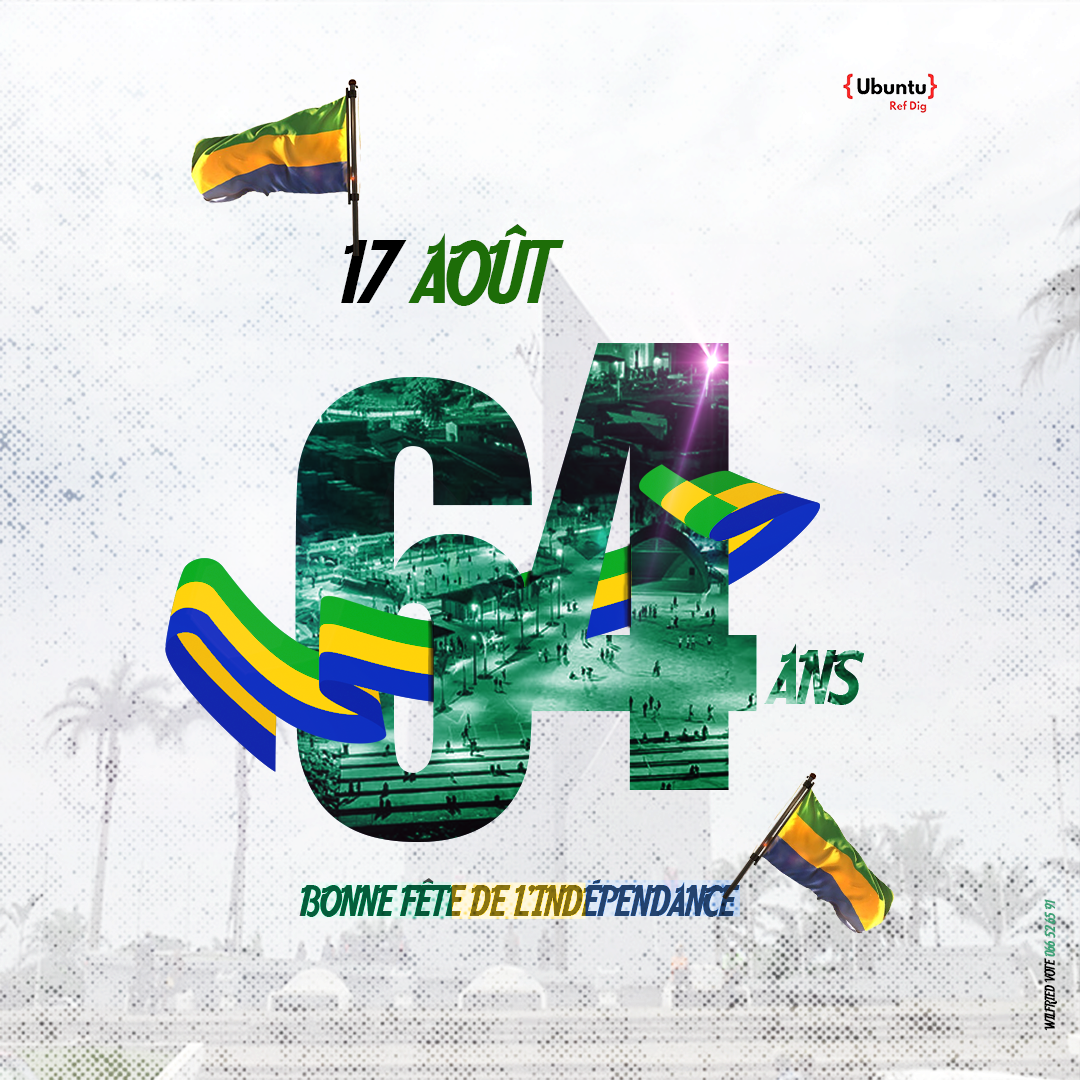 {Ubuntu}
Ref Dig
17 AOÛT
64
ANS
BONNE FÊTE DE L'INDÉPENDANCE
WILFRIED VOTE 066 52 65 91